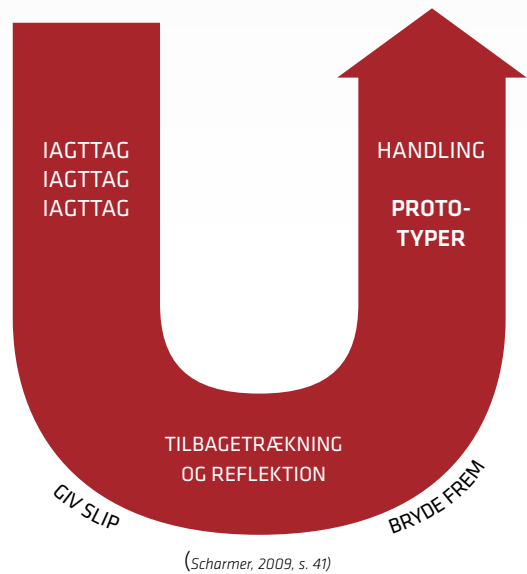 IAGTTAG
IAGTTAG
IAGTTAG
HANDLING
PROTO-
TYPER
TILBAGETRÆKNING
OG REFLEKTION
GIV SLIP
BRYDE FREM
(Scharmer, 2009, s. 41)